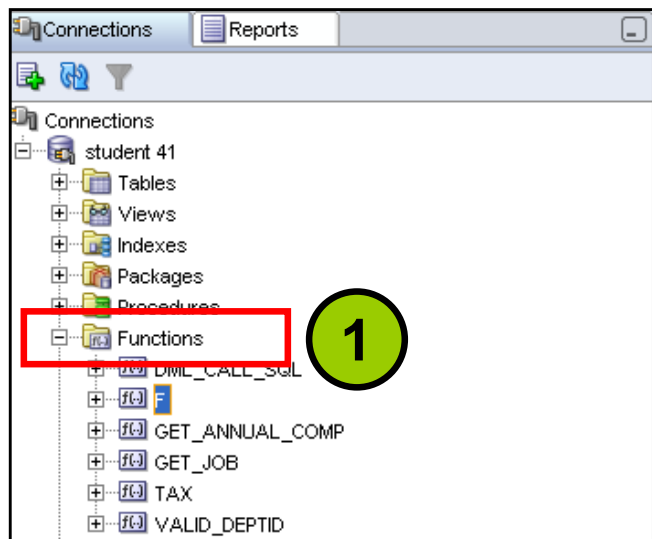 Connections Reports
Connections
student 41
Tables
Views
Indexes
Packages
Procedures
Functions
1
DML_CALL_SQL
F
GET_ANNUAL_COMP
GET_JOB
TAX
VALID_DEPTID